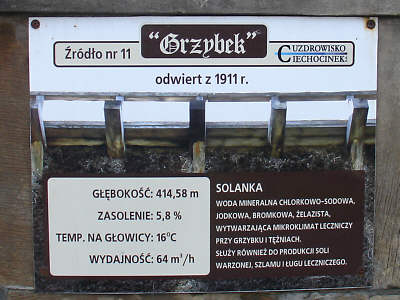 Źródło nr 11
"Grzybek"
UZDROWISKO
CIECHOCINEK
odwiert z 1911 r.
GŁĘBOKOŚĆ: 414,58 m
ZASOLENIE: 5,8 %
TEMP. NA GŁOWICY: 16°C
WYDAJNOŚĆ: 64 m³/h
SOLANKA
WODA MINERALNA CHLORKOWO-SODOWA,
JODKOWA, BROMKOWA, ŻELAZISTA,
WYTWARZAJĄCA MIKROKLIMAT LECZNICZY
PRZY GRZYBKU I TĘŻNIACH.
SŁUŻY RÓWNIEŻ DO PRODUKCJI SOLI
WARZONEJ, SZLAMU I ŁUGU LECZNICZEGO.